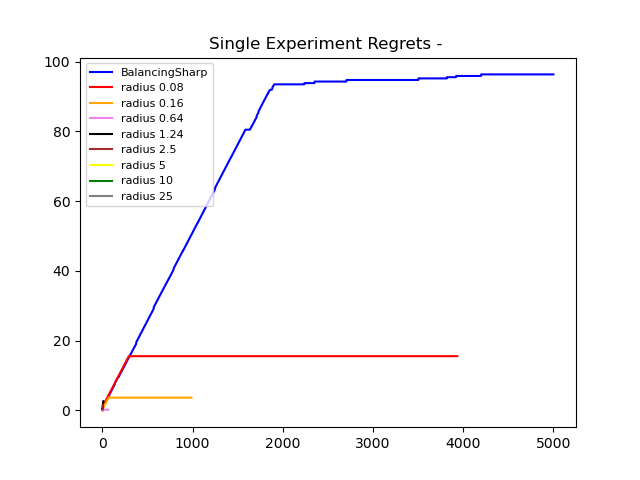 Single Experiment Regrets -
BalancingSharp
radius 0.08
radius 0.16
radius 0.64
radius 1.24
radius 2.5
radius 5
radius 10
radius 25
100
80
60
40
20
0
0 1000 2000 3000 4000 5000